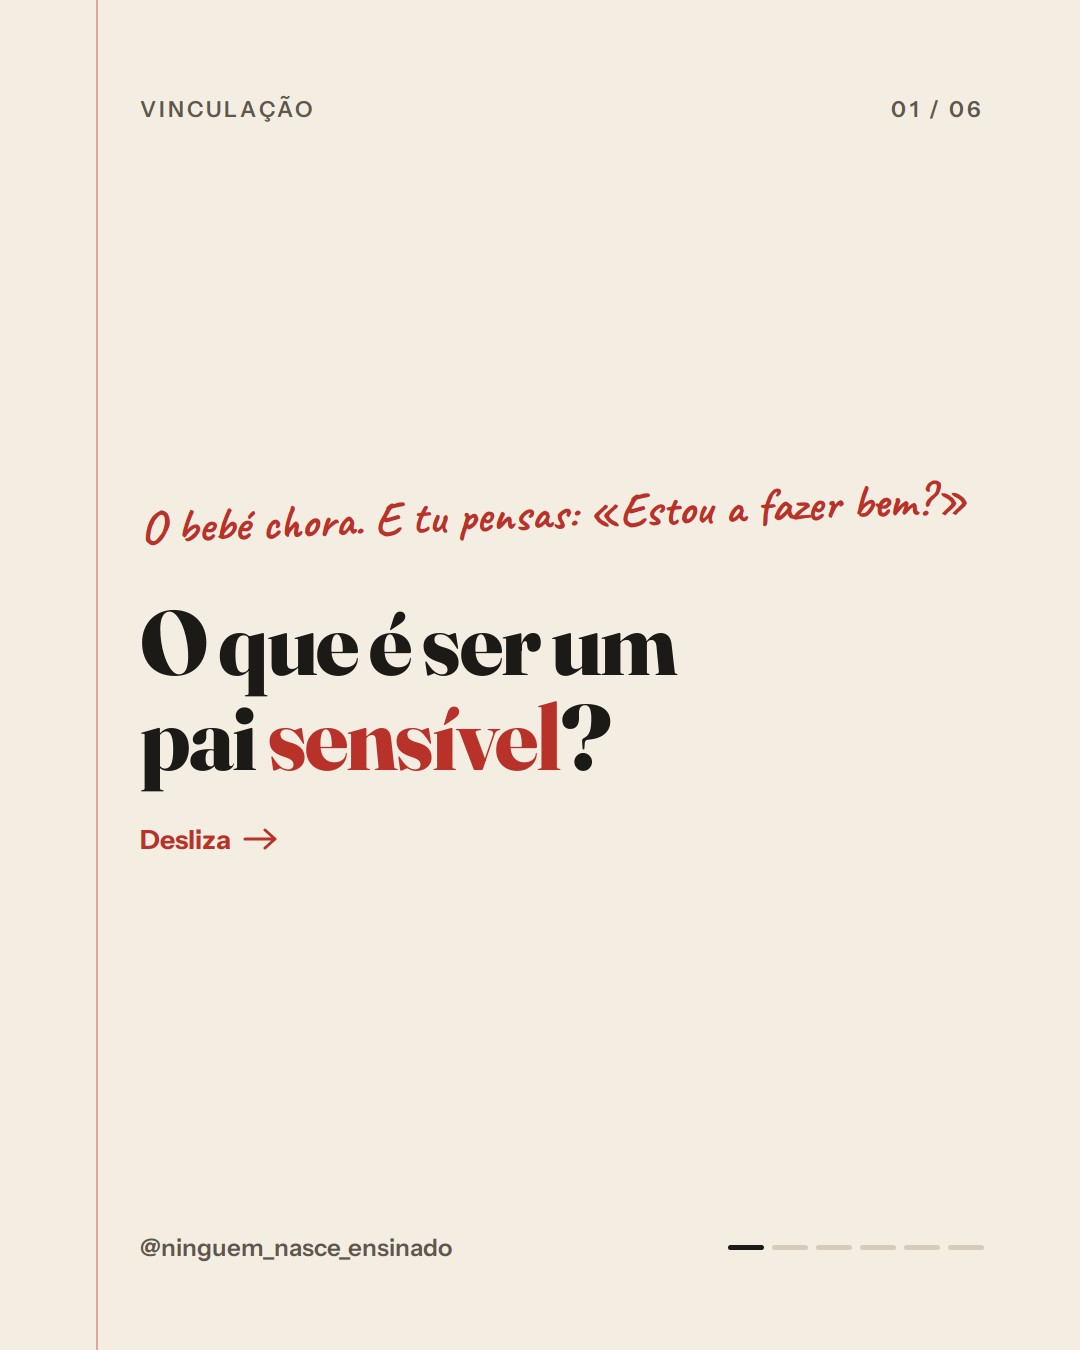 VINCULAÇÃO
01 / 06
O bebé chora. E tu pensas: «Estou a fazer bem?»
O que é ser um
pai sensível?
Desliza →
@ninguem_nasce_ensinado